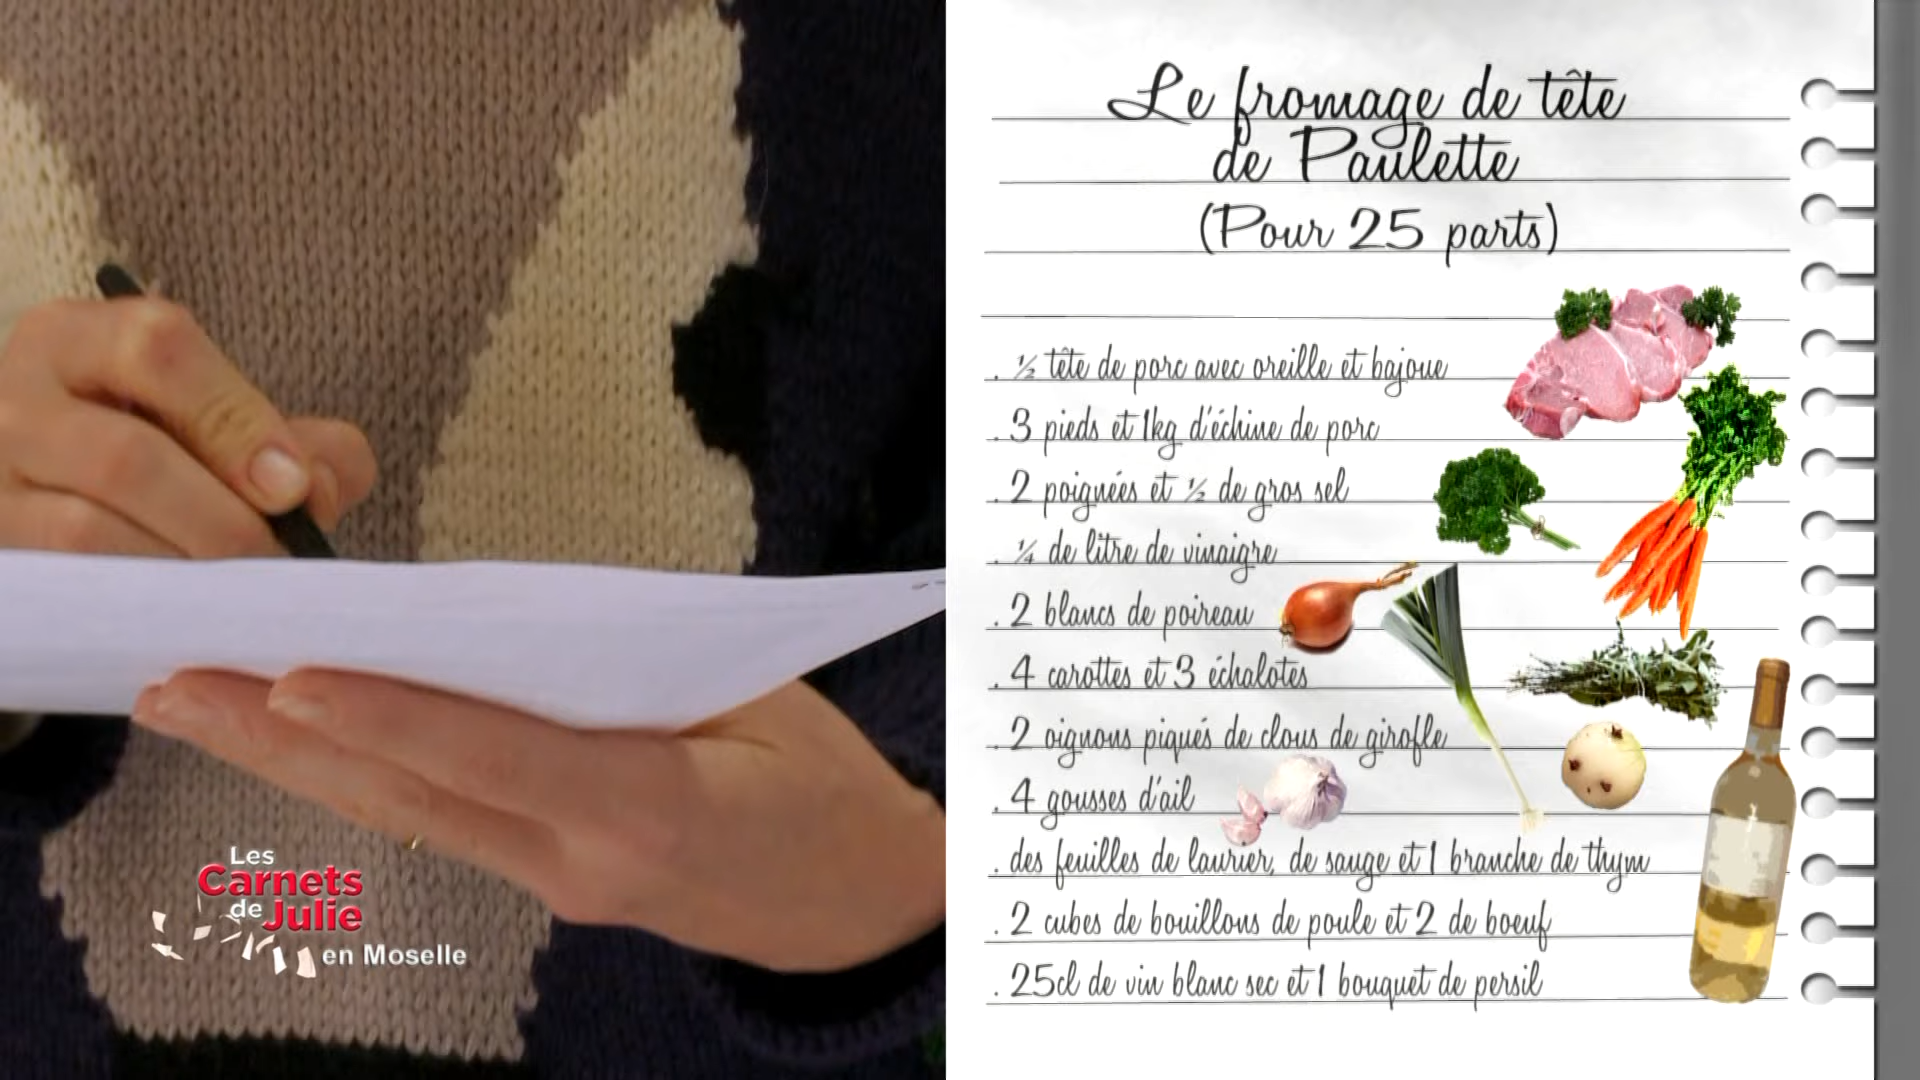 Le fromage de tête
de Paulette
(Pour 25 parts)
. ½ tête de porc avec oreille et bajoue
. 3 pieds et 1kg d'échine de porc
. 2 poignées et ½ de gros sel
. ¼ de litre de vinaigre
. 2 blancs de poireau
. 4 carottes et 3 échalotes
. 2 oignons piqués de clous de girofle
. 4 gousses d'ail
. des feuilles de laurier, de sauge et 1 branche de thym
. 2 cubes de bouillons de poule et 2 de boeuf
. 25cl de vin blanc sec et 1 bouquet de persil
Les
Carnets
de Julie
en Moselle